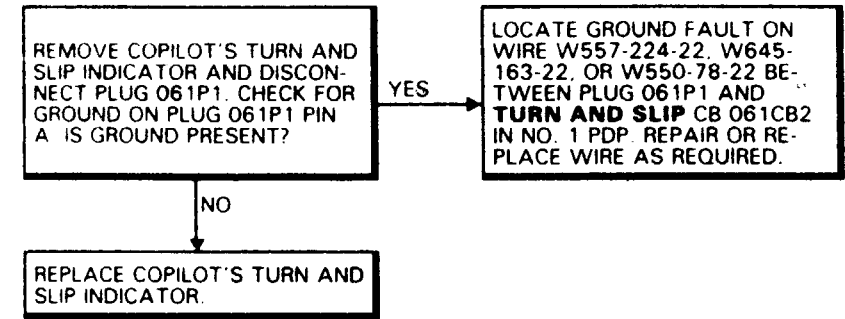 REMOVE COPILOT'S TURN AND
SLIP INDICATOR AND DISCON-
NECT PLUG 061P1. CHECK FOR
GROUND ON PLUG 061P1 PIN
A IS GROUND PRESENT?
YES
LOCATE GROUND FAULT ON
WIRE W557-224-22, W645-
163-22, OR W550-78-22 BE-
TWEEN PLUG 061P1 AND
TURN AND SLIP CB 061CB2
IN NO. 1 PDP. REPAIR OR RE-
PLACE WIRE AS REQUIRED.
NO
REPLACE COPILOT'S TURN AND
SLIP INDICATOR.